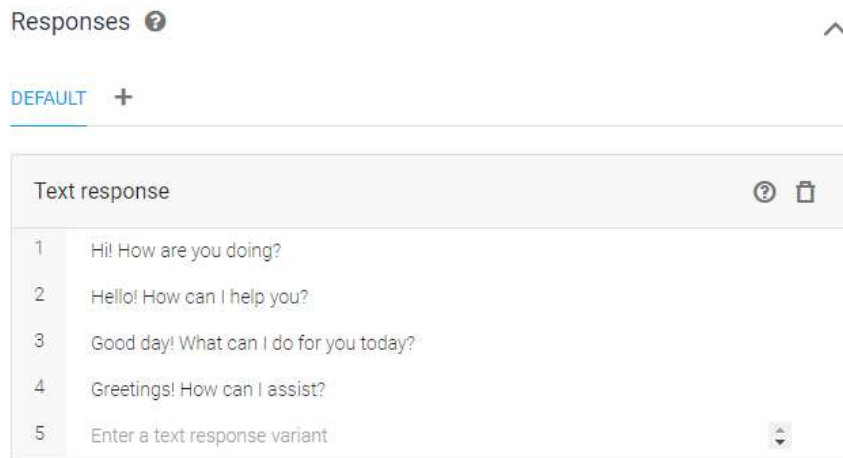 Responses
DEFAULT +
Text response
1 Hi! How are you doing?
2 Hello! How can I help you?
3 Good day! What can I do for you today?
4 Greetings! How can I assist?
5 Enter a text response variant